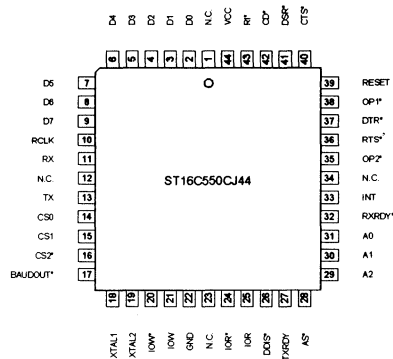 D4 D3 D2 D1 D0 N.C. VCC RI* CD* DSR* CTS*
6 5 4 3 2 1 44 43 42 41 40
D5 7
D6 8
D7 9
RCLK 10
RX 11
N.C. 12
TX 13
CS0 14
CS1 15
CS2* 16
BAUDOUT* 17
ST16C550CJ44
39 RESET
38 OP1*
37 DTR*
36 RTS*
35 OP2*
34 N.C.
33 INT
32 RXRDY*
31 A0
30 A1
29 A2
18 19 20 21 22 23 24 25 26 27 28
XTAL1 XTAL2 IOW* IOW GND N.C. IOR* IOR DDIS* TXRDY AS*